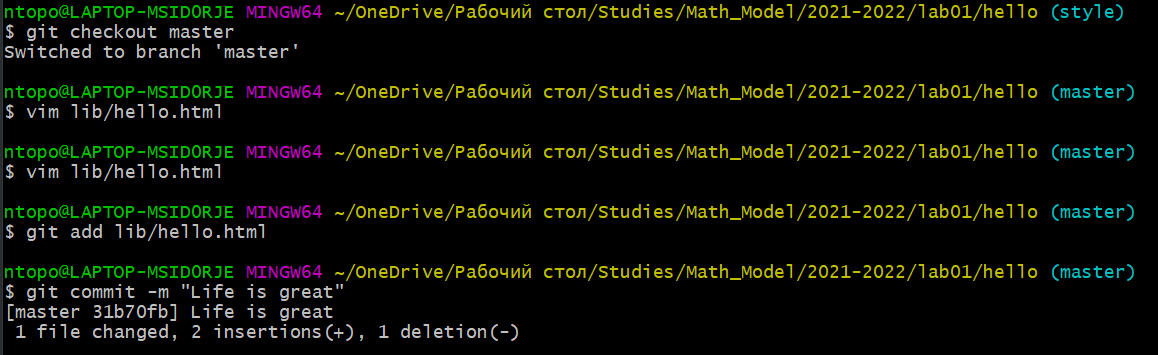 ntopo@LAPTOP-MSIDORJE MINGW64 ~/OneDrive/Рабочий стол/Studies/Math_Model/2021-2022/lab01/hello (style)
$ git checkout master
Switched to branch 'master'
ntopo@LAPTOP-MSIDORJE MINGW64 ~/OneDrive/Рабочий стол/Studies/Math_Model/2021-2022/lab01/hello (master)
$ vim lib/hello.html
ntopo@LAPTOP-MSIDORJE MINGW64 ~/OneDrive/Рабочий стол/Studies/Math_Model/2021-2022/lab01/hello (master)
$ vim lib/hello.html
ntopo@LAPTOP-MSIDORJE MINGW64 ~/OneDrive/Рабочий стол/Studies/Math_Model/2021-2022/lab01/hello (master)
$ git add lib/hello.html
ntopo@LAPTOP-MSIDORJE MINGW64 ~/OneDrive/Рабочий стол/Studies/Math_Model/2021-2022/lab01/hello (master)
$ git commit -m "Life is great"
[master 31b70fb] Life is great
 1 file changed, 2 insertions(+), 1 deletion(-)